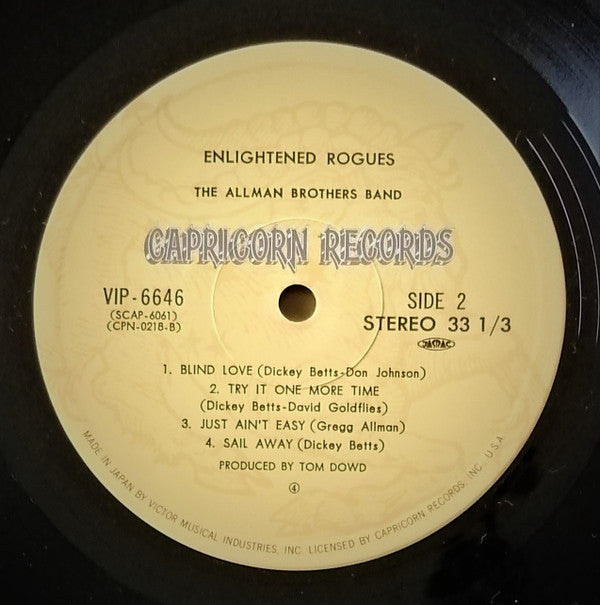 ENLIGHTENED ROGUES
THE ALLMAN BROTHERS BAND
CAPRICORN RECORDS
VIP-6646
(SCAP-6061)
(CPN-0218-B)
SIDE 2
STEREO 33 1/3
JASRAC
1. BLIND LOVE (Dickey Betts-Don Johnson)
2. TRY IT ONE MORE TIME
(Dickey Betts-David Goldflies)
3. JUST AIN'T EASY (Gregg Allman)
4. SAIL AWAY (Dickey Betts)
PRODUCED BY TOM DOWD
④
MADE IN JAPAN BY VICTOR MUSICAL INDUSTRIES, INC. LICENSED BY CAPRICORN RECORDS, INC. U.S.A.